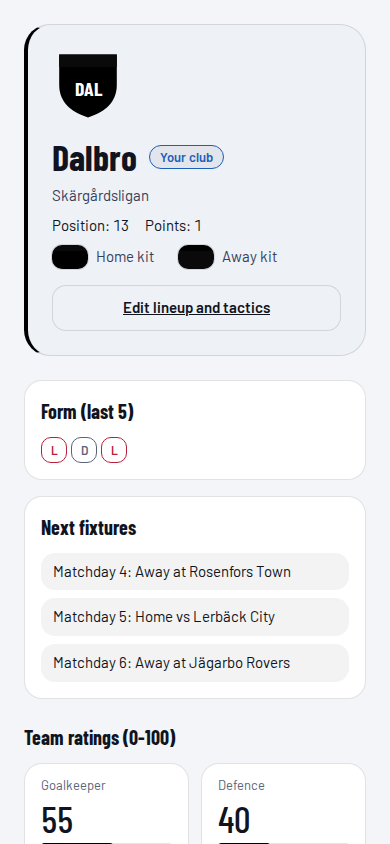 DAL
Dalbro Your club
Skärgårdsligan
Position: 13 Points: 1
Home kit Away kit
Edit lineup and tactics
Form (last 5)
L D L
Next fixtures
Matchday 4: Away at Rosenfors Town
Matchday 5: Home vs Lerbäck City
Matchday 6: Away at Jägarbo Rovers
Team ratings (0-100)
Goalkeeper Defence
55 40